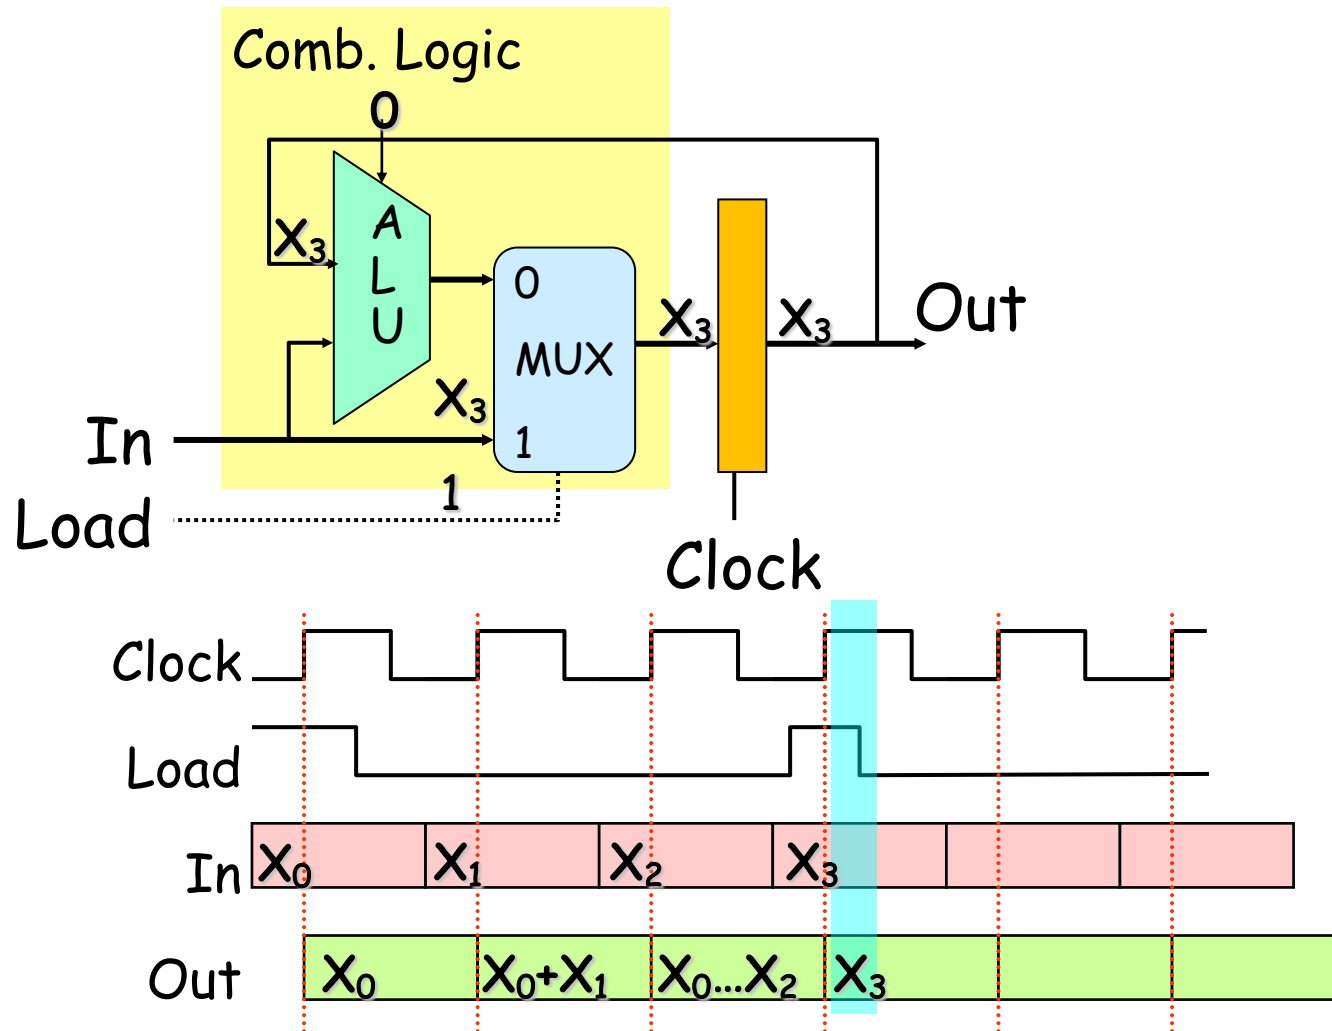 Comb. Logic
0
A
L
U
X₃
0
MUX
1
X₃
X₃
X₃
Out
In
1
Load
Clock
Clock
Load
In X₀ X₁ X₂ X₃
Out X₀ X₀+X₁ X₀...X₂ X₃